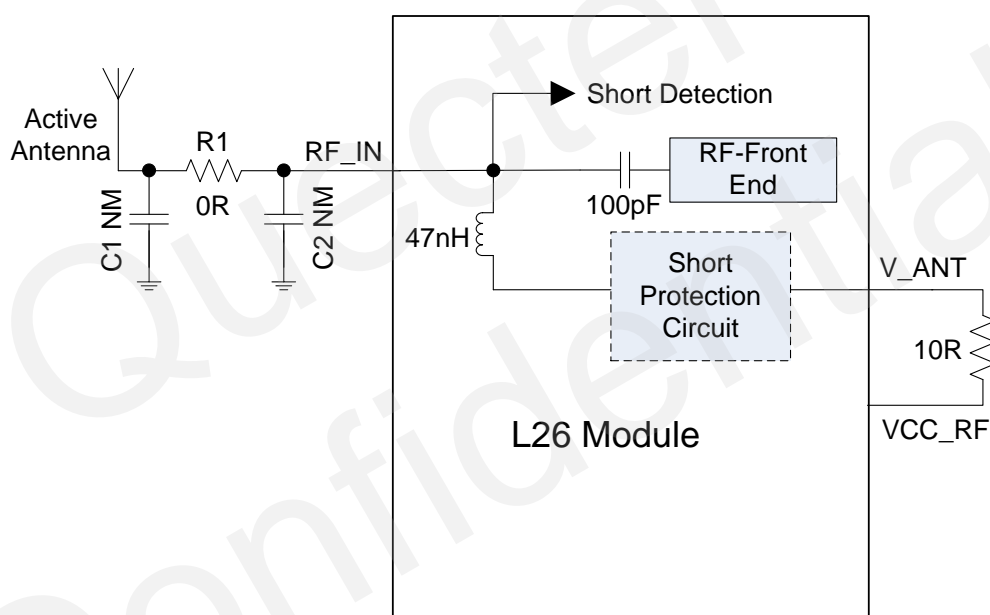 Short Detection
Active
Antenna
R1
0R
RF_IN
C1 NM
C2 NM
100pF
RF-Front
End
47nH
Short
Protection
Circuit
V_ANT
10R
VCC_RF
L26 Module
Quectel
Confidential